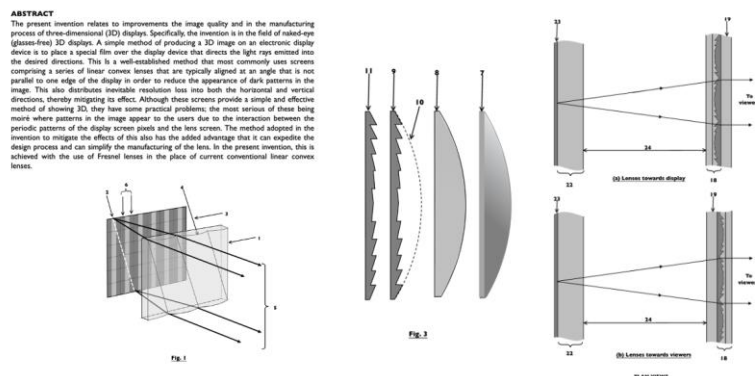 ABSTRACT
The present invention relates to improvements the image quality and in the manufacturing
process of three-dimensional (3D) displays. Specifically, the invention is in the field of naked-eye
(glasses-free) 3D displays. A simple method of producing a 3D image on an electronic display
device is to place a special film over the display device that directs the light rays emitted into
the desired directions. This Is a well-established method that most commonly uses screens
comprising a series of linear convex lenses that are typically aligned at an angle that is not
parallel to one edge of the display in order to reduce the appearance of dark patterns in the
image. This also distributes inevitable resolution loss into both the horizontal and vertical
directions, thereby mitigating its effect. Although these screens provide a simple and effective
method of showing 3D, they have some practical problems; the most serious of these being
moiré where patterns in the image appear to the users due to the interaction between the
periodic patterns of the display screen pixels and the lens screen. The method adopted in the
invention to mitigate the effects of this also has the added advantage that it can expedite the
design process and can simplify the manufacturing of the lens. In the present invention, this is
achieved with the use of Fresnel lenses in the place of current conventional linear convex
lenses.
6
1
Fig. 1
11 9 8 7
10
Fig. 2
23 19
To
viewer
24
22 18
(a) Lenses towards display
23 19
To
viewer
24
22 18
(b) Lenses towards viewers